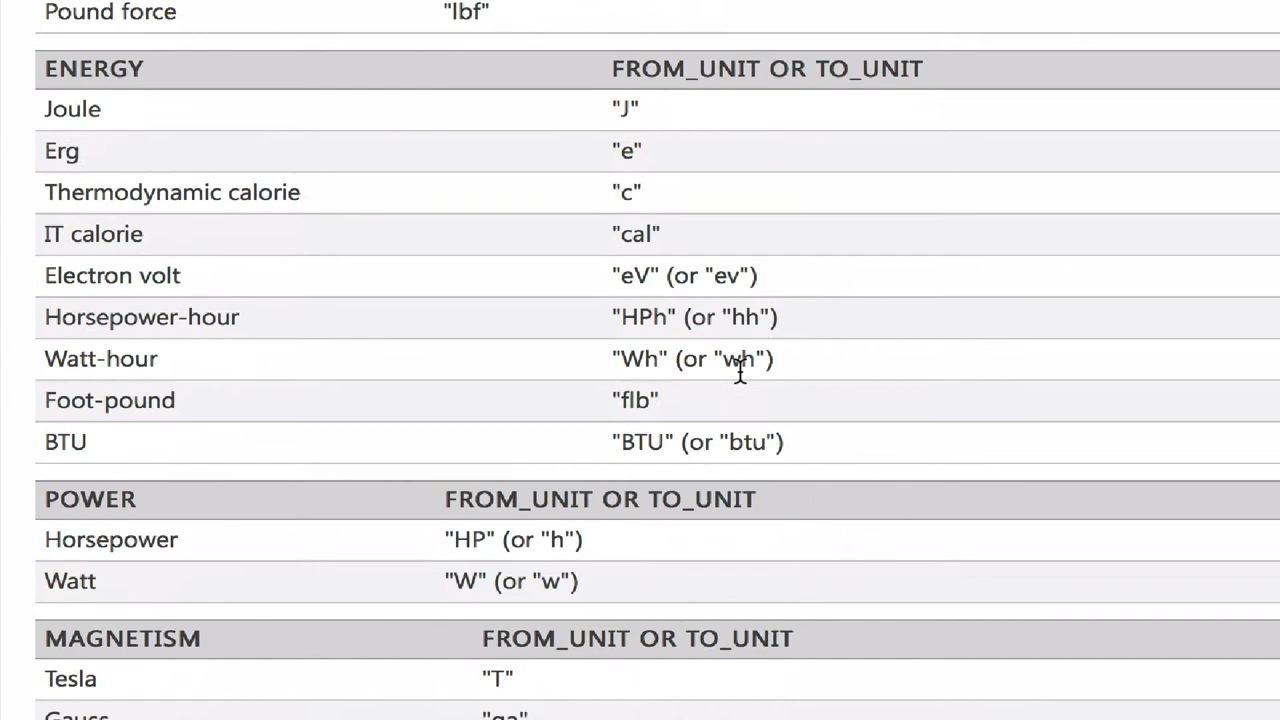 Pound force "lbf"
ENERGY FROM_UNIT OR TO_UNIT
Joule "J"
Erg "e"
Thermodynamic calorie "c"
IT calorie "cal"
Electron volt "eV" (or "ev")
Horsepower-hour "HPh" (or "hh")
Watt-hour "Wh" (or "wh")
Foot-pound "flb"
BTU "BTU" (or "btu")
POWER FROM_UNIT OR TO_UNIT
Horsepower "HP" (or "h")
Watt "W" (or "w")
MAGNETISM FROM_UNIT OR TO_UNIT
Tesla "T"
Gauss "ga"